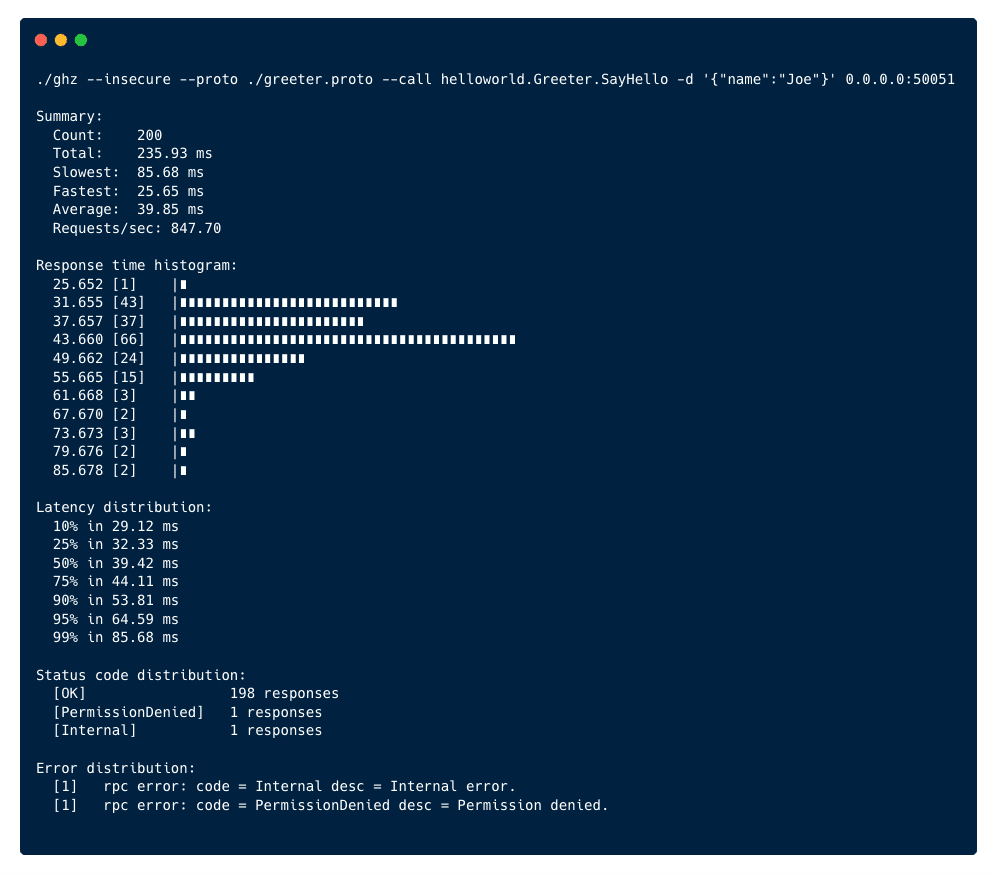 ./ghz --insecure --proto ./greeter.proto --call helloworld.Greeter.SayHello -d '{"name":"Joe"}' 0.0.0.0:50051
Summary:
Count: 200
Total: 235.93 ms
Slowest: 85.68 ms
Fastest: 25.65 ms
Average: 39.85 ms
Requests/sec: 847.70
Response time histogram:
25.652 [1] |∎
31.655 [43] |∎∎∎∎∎∎∎∎∎∎∎∎∎∎∎∎∎∎∎∎∎∎∎∎∎∎
37.657 [37] |∎∎∎∎∎∎∎∎∎∎∎∎∎∎∎∎∎∎∎∎∎∎
43.660 [66] |∎∎∎∎∎∎∎∎∎∎∎∎∎∎∎∎∎∎∎∎∎∎∎∎∎∎∎∎∎∎∎∎∎∎∎∎∎∎∎∎
49.662 [24] |∎∎∎∎∎∎∎∎∎∎∎∎∎∎∎
55.665 [15] |∎∎∎∎∎∎∎∎∎
61.668 [3] |∎∎
67.670 [2] |∎
73.673 [3] |∎∎
79.676 [2] |∎
85.678 [2] |∎
Latency distribution:
10% in 29.12 ms
25% in 32.33 ms
50% in 39.42 ms
75% in 44.11 ms
90% in 53.81 ms
95% in 64.59 ms
99% in 85.68 ms
Status code distribution:
[OK] 198 responses
[PermissionDenied] 1 responses
[Internal] 1 responses
Error distribution:
[1] rpc error: code = Internal desc = Internal error.
[1] rpc error: code = PermissionDenied desc = Permission denied.